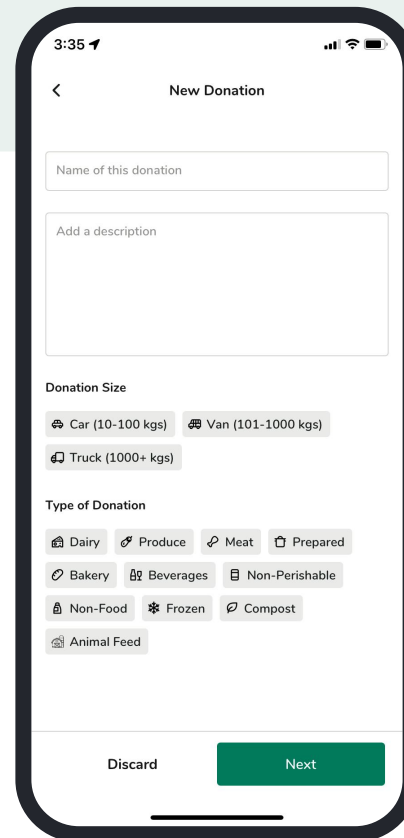 3:35
New Donation
Name of this donation
Add a description
Donation Size
Car (10-100 kgs) Van (101-1000 kgs)
Truck (1000+ kgs)
Type of Donation
Dairy Produce Meat Prepared
Bakery Beverages Non-Perishable
Non-Food Frozen Compost
Animal Feed
Discard Next